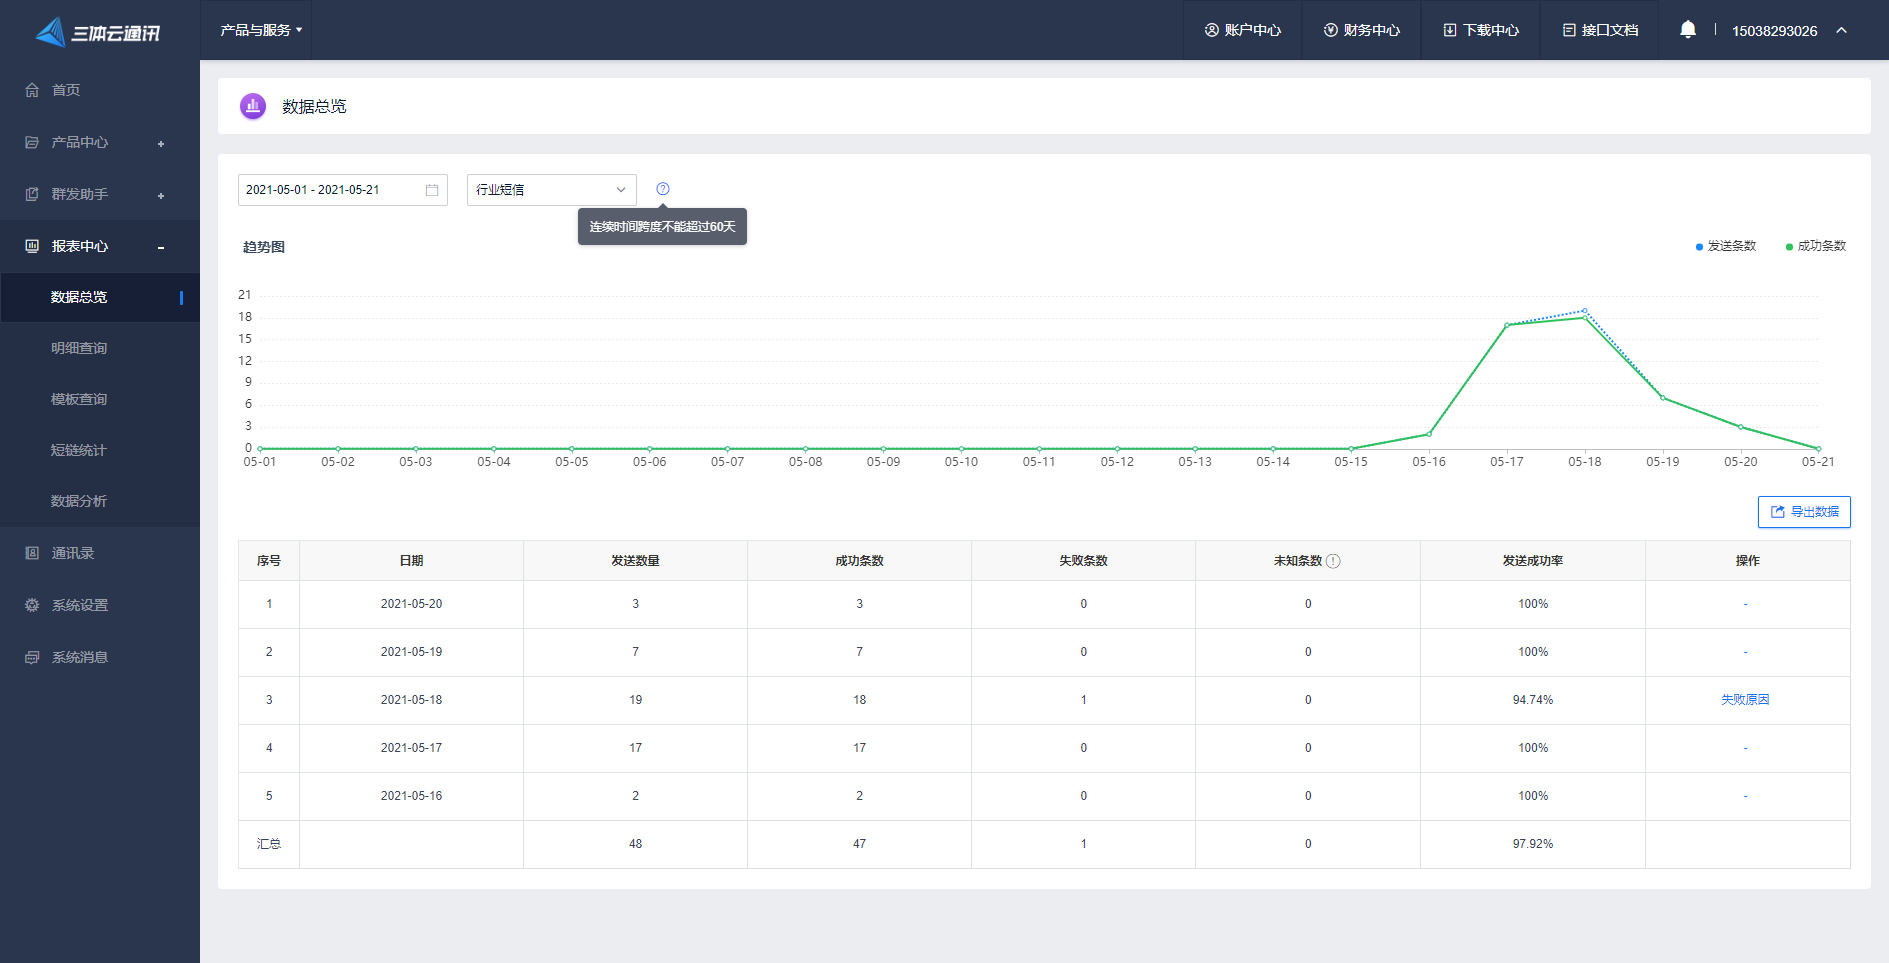 三体云通讯
产品与服务
账户中心
财务中心
下载中心
接口文档
15038293026
首页
产品中心 +
群发助手 +
报表中心 -
数据总览
明细查询
模板查询
短链统计
数据分析
通讯录
系统设置
系统消息
数据总览
2021-05-01 - 2021-05-21
行业短信
?
连续时间跨度不能超过60天
趋势图
发送条数 成功条数
21
18
15
12
9
6
3
0
05-01 05-02 05-03 05-04 05-05 05-06 05-07 05-08 05-09 05-10 05-11 05-12 05-13 05-14 05-15 05-16 05-17 05-18 05-19 05-20 05-21
导出数据
序号 日期 发送数量 成功条数 失败条数 未知条数 ! 发送成功率 操作
1 2021-05-20 3 3 0 0 100% -
2 2021-05-19 7 7 0 0 100% -
3 2021-05-18 19 18 1 0 94.74% 失败原因
4 2021-05-17 17 17 0 0 100% -
5 2021-05-16 2 2 0 0 100% -
汇总 48 47 1 0 97.92%